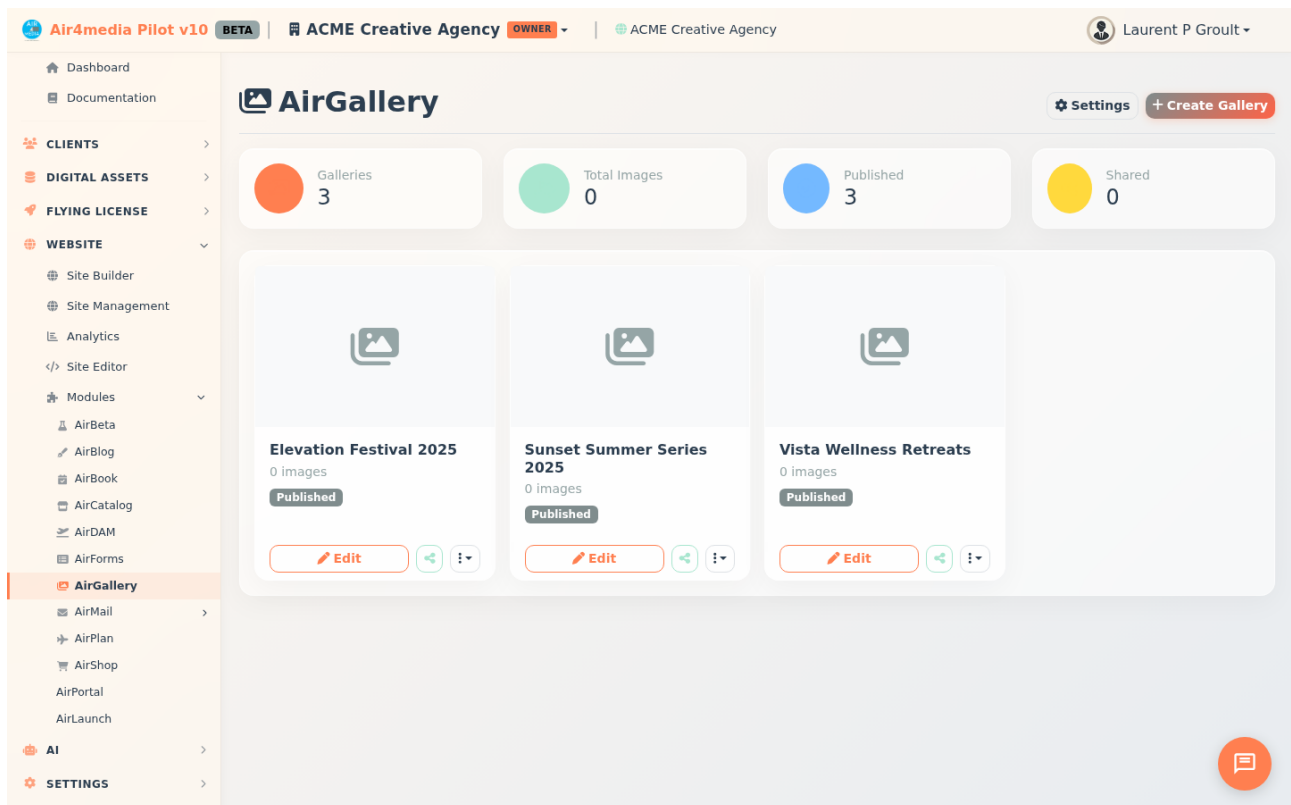 Air4media Pilot v10 BETA
ACME Creative Agency OWNER
ACME Creative Agency
Laurent P Groult
Dashboard
Documentation
CLIENTS
DIGITAL ASSETS
FLYING LICENSE
WEBSITE
Site Builder
Site Management
Analytics
Site Editor
Modules
AirBeta
AirBlog
AirBook
AirCatalog
AirDAM
AirForms
AirGallery
AirMail
AirPlan
AirShop
AirPortal
AirLaunch
AI
SETTINGS
AirGallery
Settings
Create Gallery
Galleries
3
Total Images
0
Published
3
Shared
0
Elevation Festival 2025
0 images
Published
Edit
Sunset Summer Series
2025
0 images
Published
Edit
Vista Wellness Retreats
0 images
Published
Edit